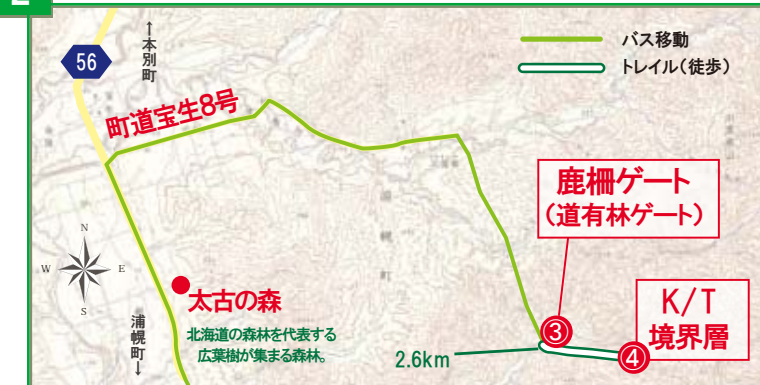 2
56
↑本別町
バス移動
トレイル（徒歩）
町道宝生8号
鹿柵ゲート
（道有林ゲート）
N
W E
S
太古の森
北海道の森林を代表する
広葉樹が集まる森林。
浦幌町↓
浦幌町
2.6km
③
④
K/T
境界層